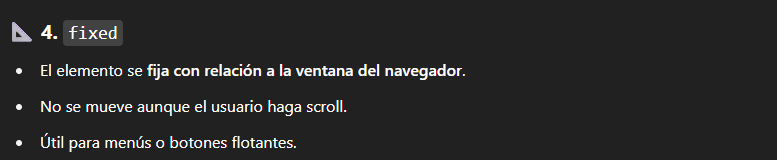 4. fixed
• El elemento se fija con relación a la ventana del navegador.
• No se mueve aunque el usuario haga scroll.
• Útil para menús o botones flotantes.